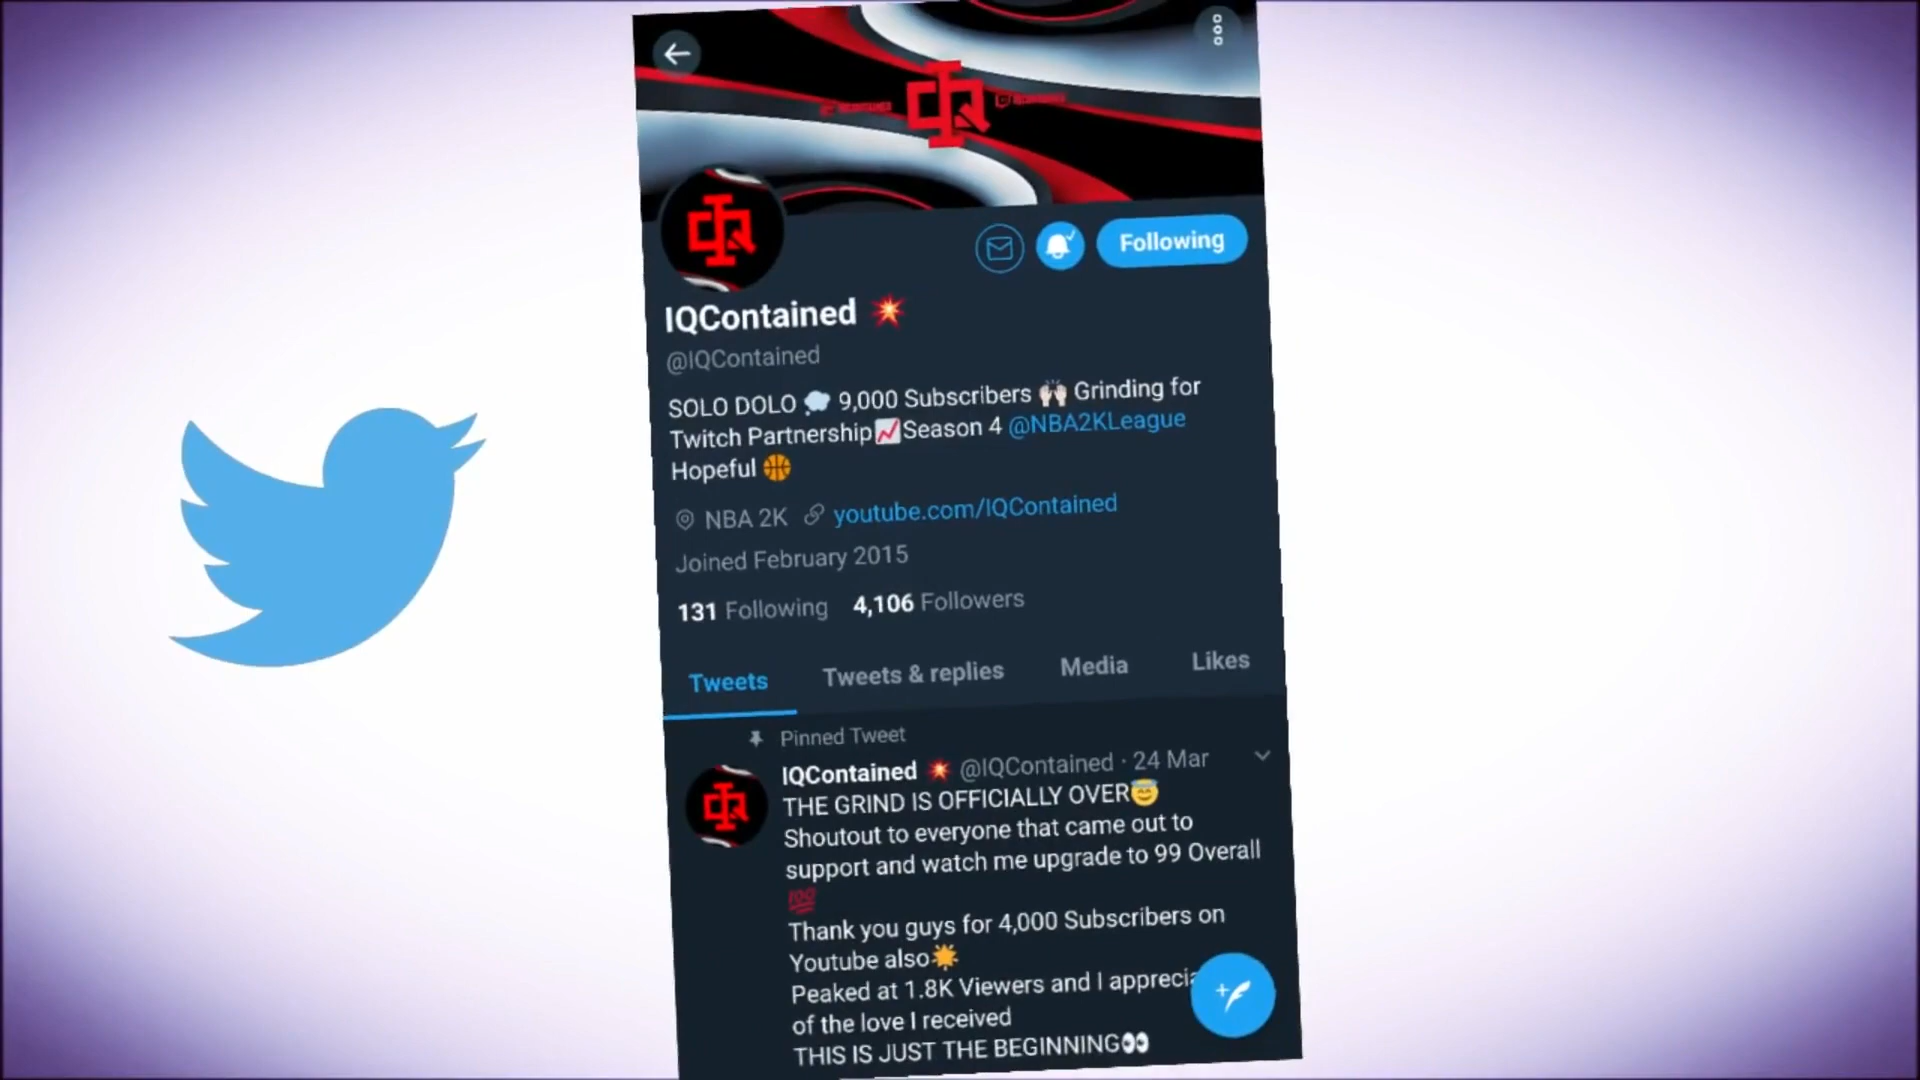 IQ
IQ
Following
IQContained 💥
@IQContained
SOLO DOLO 💭 9,000 Subscribers 🙌🏻 Grinding for
Twitch Partnership📈Season 4 @NBA2KLeague
Hopeful 🏀
NBA 2K youtube.com/IQContained
Joined February 2015
131 Following 4,106 Followers
Tweets Tweets & replies Media Likes
Pinned Tweet
IQ
IQContained 💥 @IQContained · 24 Mar
THE GRIND IS OFFICIALLY OVER😇
Shoutout to everyone that came out to
support and watch me upgrade to 99 Overall
💯
Thank you guys for 4,000 Subscribers on
Youtube also🌟
Peaked at 1.8K Viewers and I apprecia
of the love I received
THIS IS JUST THE BEGINNING👀